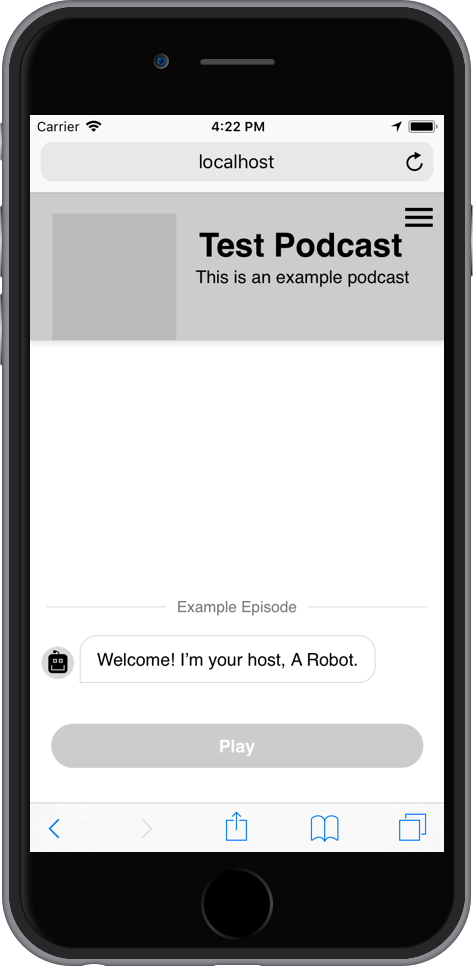 Carrier 4:22 PM
localhost
Test Podcast
This is an example podcast
Example Episode
Welcome! I'm your host, A Robot.
Play